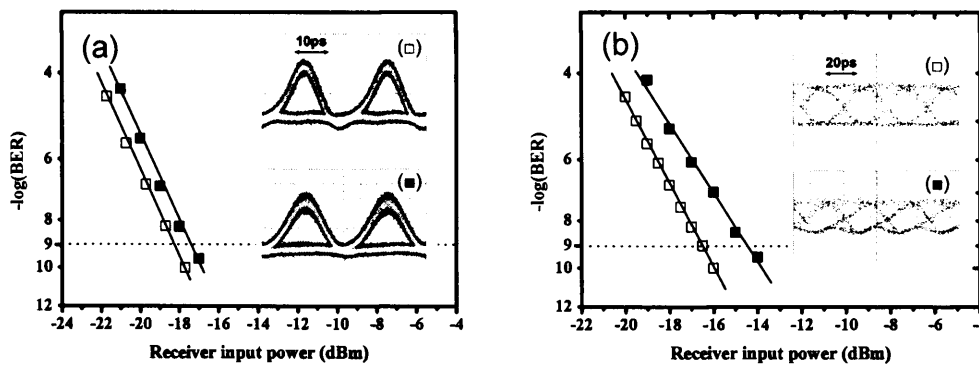 (a)
10ps
(□)
(■)
-log(BER)
4
6
8
9
10
12
-24 -22 -20 -18 -16 -14 -12 -10 -8 -6 -4
Receiver input power (dBm)
(b)
20ps
(□)
(■)
-log(BER)
4
6
8
9
10
12
-22 -20 -18 -16 -14 -12 -10 -8 -6 -4
Receiver input power (dBm)